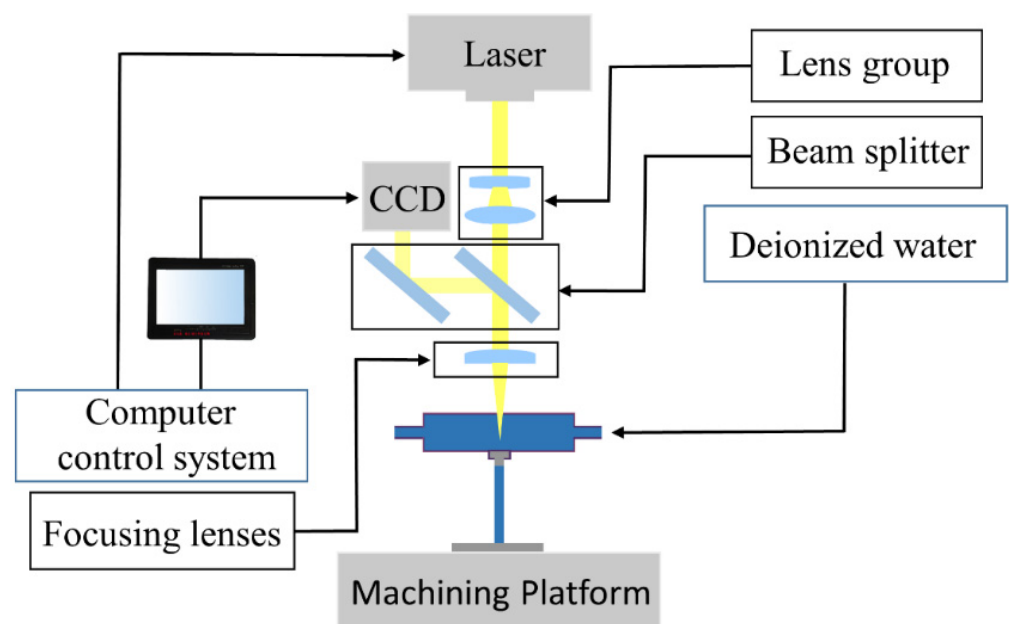 Laser
Lens group
Beam splitter
CCD
Deionized water
Computer
control system
Focusing lenses
Machining Platform